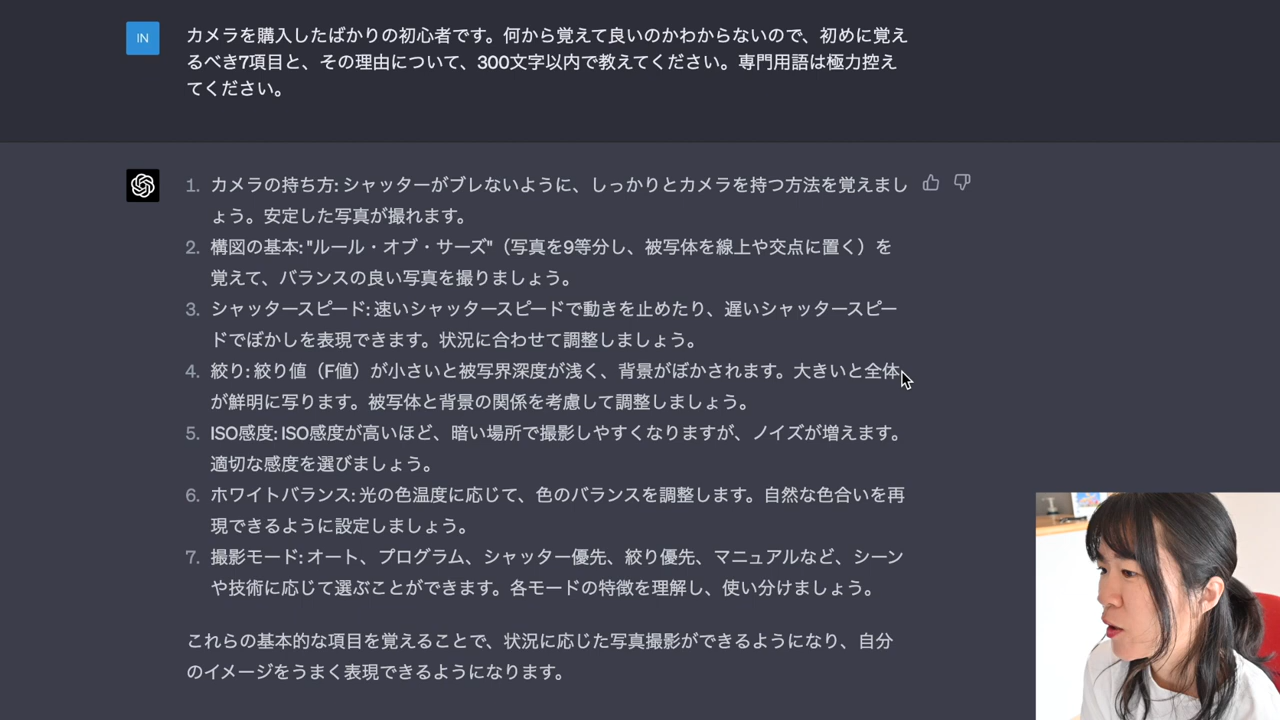 IN
カメラを購入したばかりの初心者です。何から覚えて良いのかわからないので、初めに覚え
るべき7項目と、その理由について、300文字以内で教えてください。専門用語は極力控え
てください。
1. カメラの持ち方: シャッターがブレないように、しっかりとカメラを持つ方法を覚えまし
ょう。安定した写真が撮れます。
2. 構図の基本: "ルール・オブ・サーズ"（写真を9等分し、被写体を線上や交点に置く）を
覚えて、バランスの良い写真を撮りましょう。
3. シャッタースピード: 速いシャッタースピードで動きを止めたり、遅いシャッタースピー
ドでぼかしを表現できます。状況に合わせて調整しましょう。
4. 絞り: 絞り値（F値）が小さいと被写界深度が浅く、背景がぼかされます。大きいと全体
が鮮明に写ります。被写体と背景の関係を考慮して調整しましょう。
5. ISO感度: ISO感度が高いほど、暗い場所で撮影しやすくなりますが、ノイズが増えます。
適切な感度を選びましょう。
6. ホワイトバランス: 光の色温度に応じて、色のバランスを調整します。自然な色合いを再
現できるように設定しましょう。
7. 撮影モード: オート、プログラム、シャッター優先、絞り優先、マニュアルなど、シーン
や技術に応じて選ぶことができます。各モードの特徴を理解し、使い分けましょう。
これらの基本的な項目を覚えることで、状況に応じた写真撮影ができるようになり、自分
のイメージをうまく表現できるようになります。